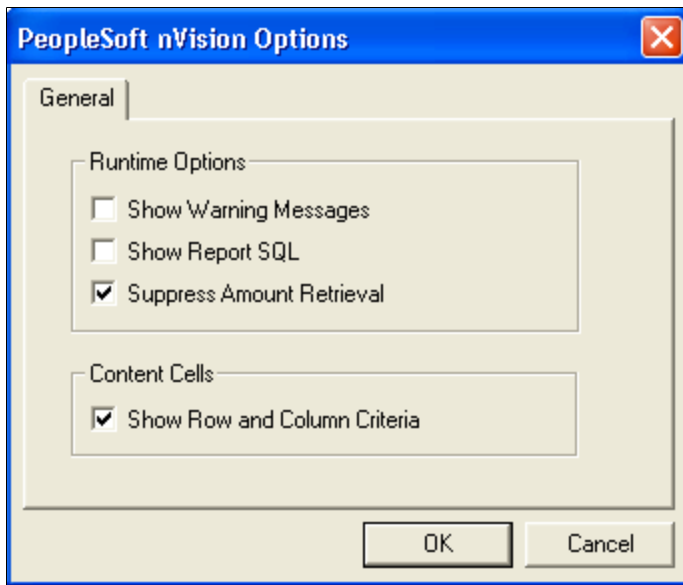 PeopleSoft nVision Options
General
Runtime Options
Show Warning Messages
Show Report SQL
Suppress Amount Retrieval
Content Cells
Show Row and Column Criteria
OK Cancel